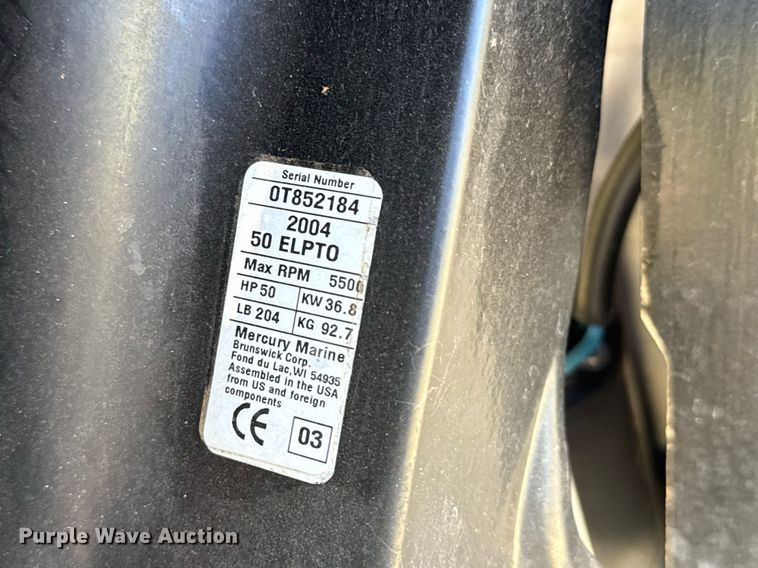 Serial Number
0T852184
2004
50 ELPTO
Max RPM 5500
HP 50 KW 36.8
LB 204 KG 92.7
Mercury Marine
Brunswick Corp.
Fond du Lac, WI 54935
Assembled in the USA
from US and foreign
components
CE 03
Purple Wave Auction®